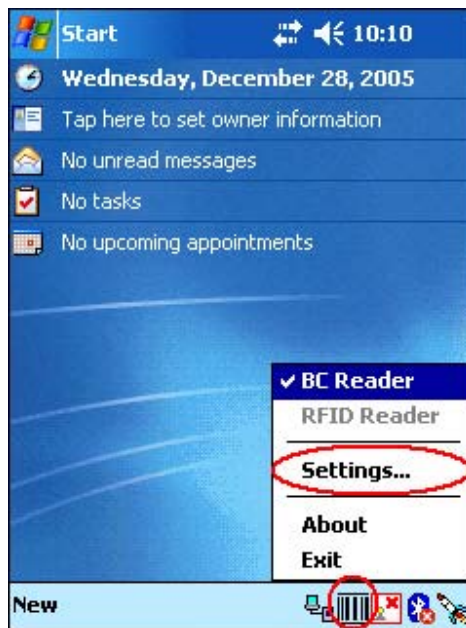 Start 10:10
Wednesday, December 28, 2005
Tap here to set owner information
No unread messages
No tasks
No upcoming appointments
BC Reader
RFID Reader
Settings...
About
Exit
New